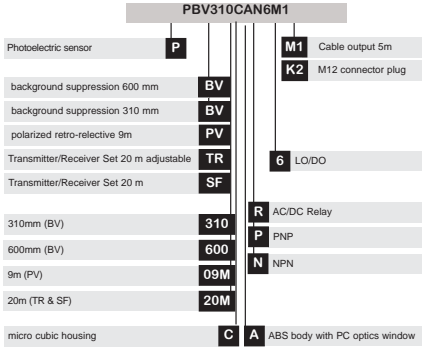 PBV310CAN6M1
Photoelectric sensor P
M1 Cable output 5m
K2 M12 connector plug
background suppression 600 mm BV
background suppression 310 mm BV
polarized retro-relective 9m PV
Transmitter/Receiver Set 20 m adjustable TR
6 LO/DO
Transmitter/Receiver Set 20 m SF
R AC/DC Relay
310mm (BV) 310
P PNP
600mm (BV) 600
N NPN
9m (PV) 09M
20m (TR & SF) 20M
micro cubic housing C
A ABS body with PC optics window